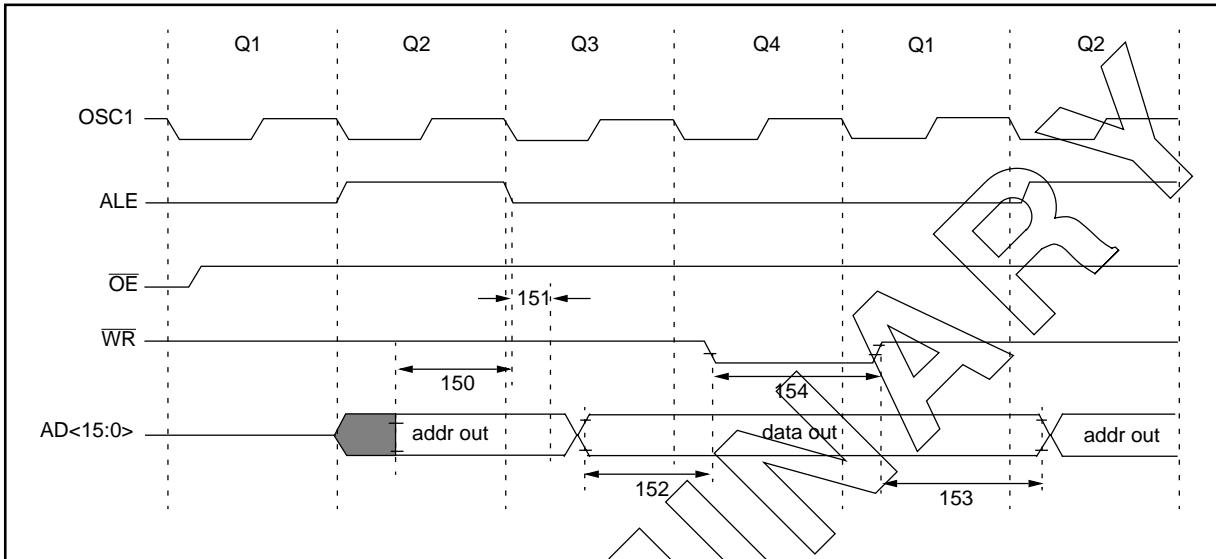 Q1 Q2 Q3 Q4 Q1 Q2
OSC1
ALE
OE
151
WR
150
154
AD<15:0>
addr out
data out
addr out
152
153
INARY